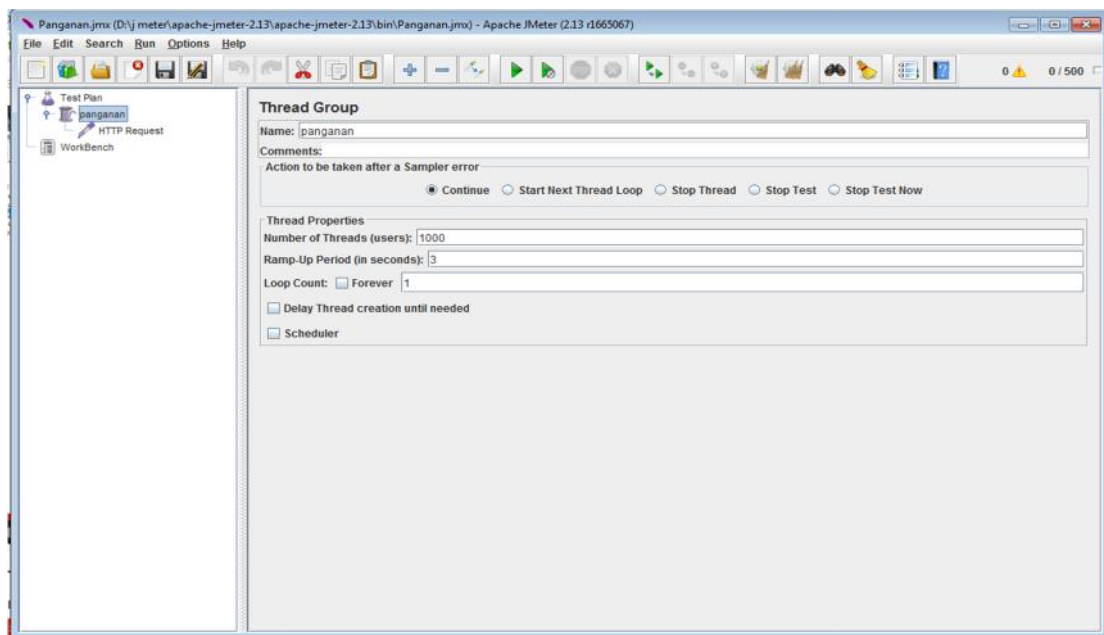 Panganan.jmx (D:\j meter\apache-jmeter-2.13\apache-jmeter-2.13\bin\Panganan.jmx) - Apache JMeter (2.13 r1665067)
File Edit Search Run Options Help
0 0 / 500
Test Plan
panganan
HTTP Request
WorkBench
Thread Group
Name: panganan
Comments:
Action to be taken after a Sampler error
Continue Start Next Thread Loop Stop Thread Stop Test Stop Test Now
Thread Properties
Number of Threads (users): 1000
Ramp-Up Period (in seconds): 3
Loop Count: Forever 1
Delay Thread creation until needed
Scheduler